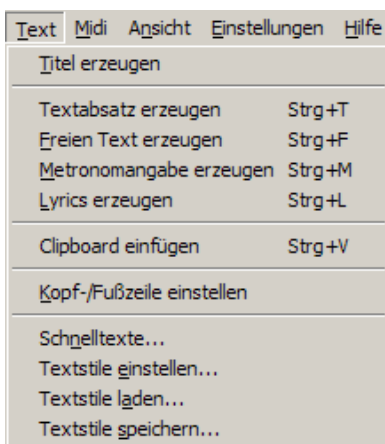 Text Midi Ansicht Einstellungen Hilfe
Titel erzeugen
Textabsatz erzeugen Strg+T
Freien Text erzeugen Strg+F
Metronomangabe erzeugen Strg+M
Lyrics erzeugen Strg+L
Clipboard einfügen Strg+V
Kopf-/Fußzeile einstellen
Schnelltexte...
Textstile einstellen...
Textstile laden...
Textstile speichern...